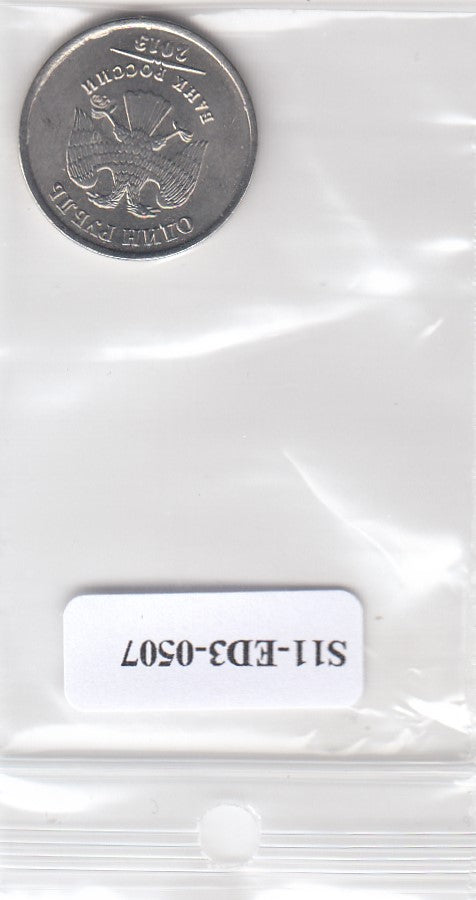 ОДИН РУБЛЬ
БАНК РОССИИ
2013
S11-ED3-0507